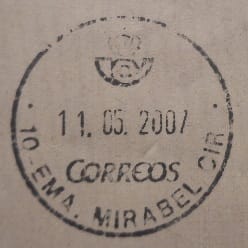 11. 05. 2007
CORREOS
10-EMA. MIRABEL CIR